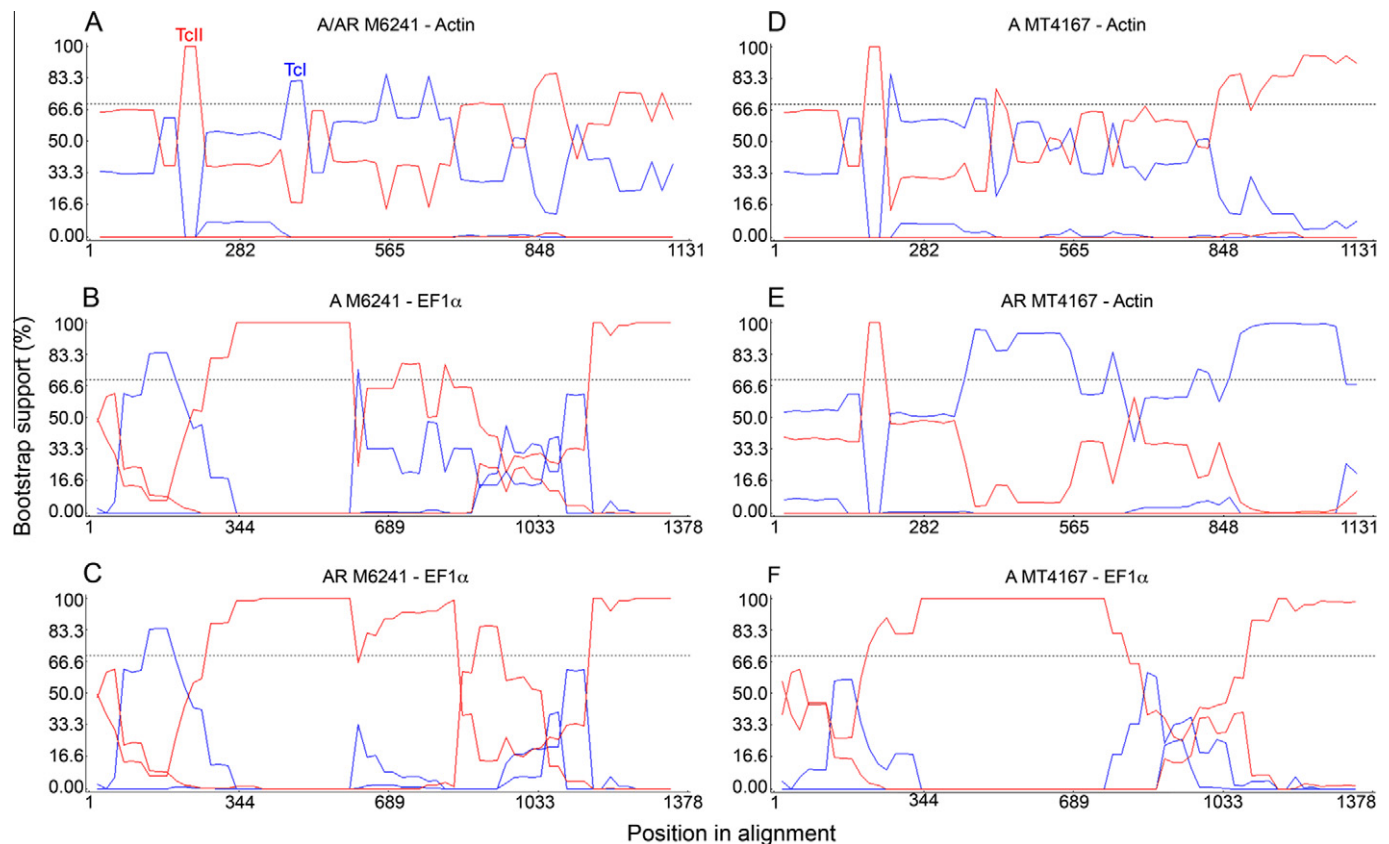 A
A/AR M6241 - Actin
TcII
TcI
100
83.3
66.6
50.0
33.3
16.6
0.00
1 282 565 848 1131
D
A MT4167 - Actin
100
83.3
66.6
50.0
33.3
16.6
0.00
1 282 565 848 1131
B
A M6241 - EF1α
100
83.3
66.6
50.0
33.3
16.6
0.00
1 344 689 1033 1378
E
AR MT4167 - Actin
100
83.3
66.6
50.0
33.3
16.6
0.00
1 282 565 848 1131
C
AR M6241 - EF1α
100
83.3
66.6
50.0
33.3
16.6
0.00
1 344 689 1033 1378
F
A MT4167 - EF1α
100
83.3
66.6
50.0
33.3
16.6
0.00
1 344 689 1033 1378
Bootstrap support (%)
Position in alignment